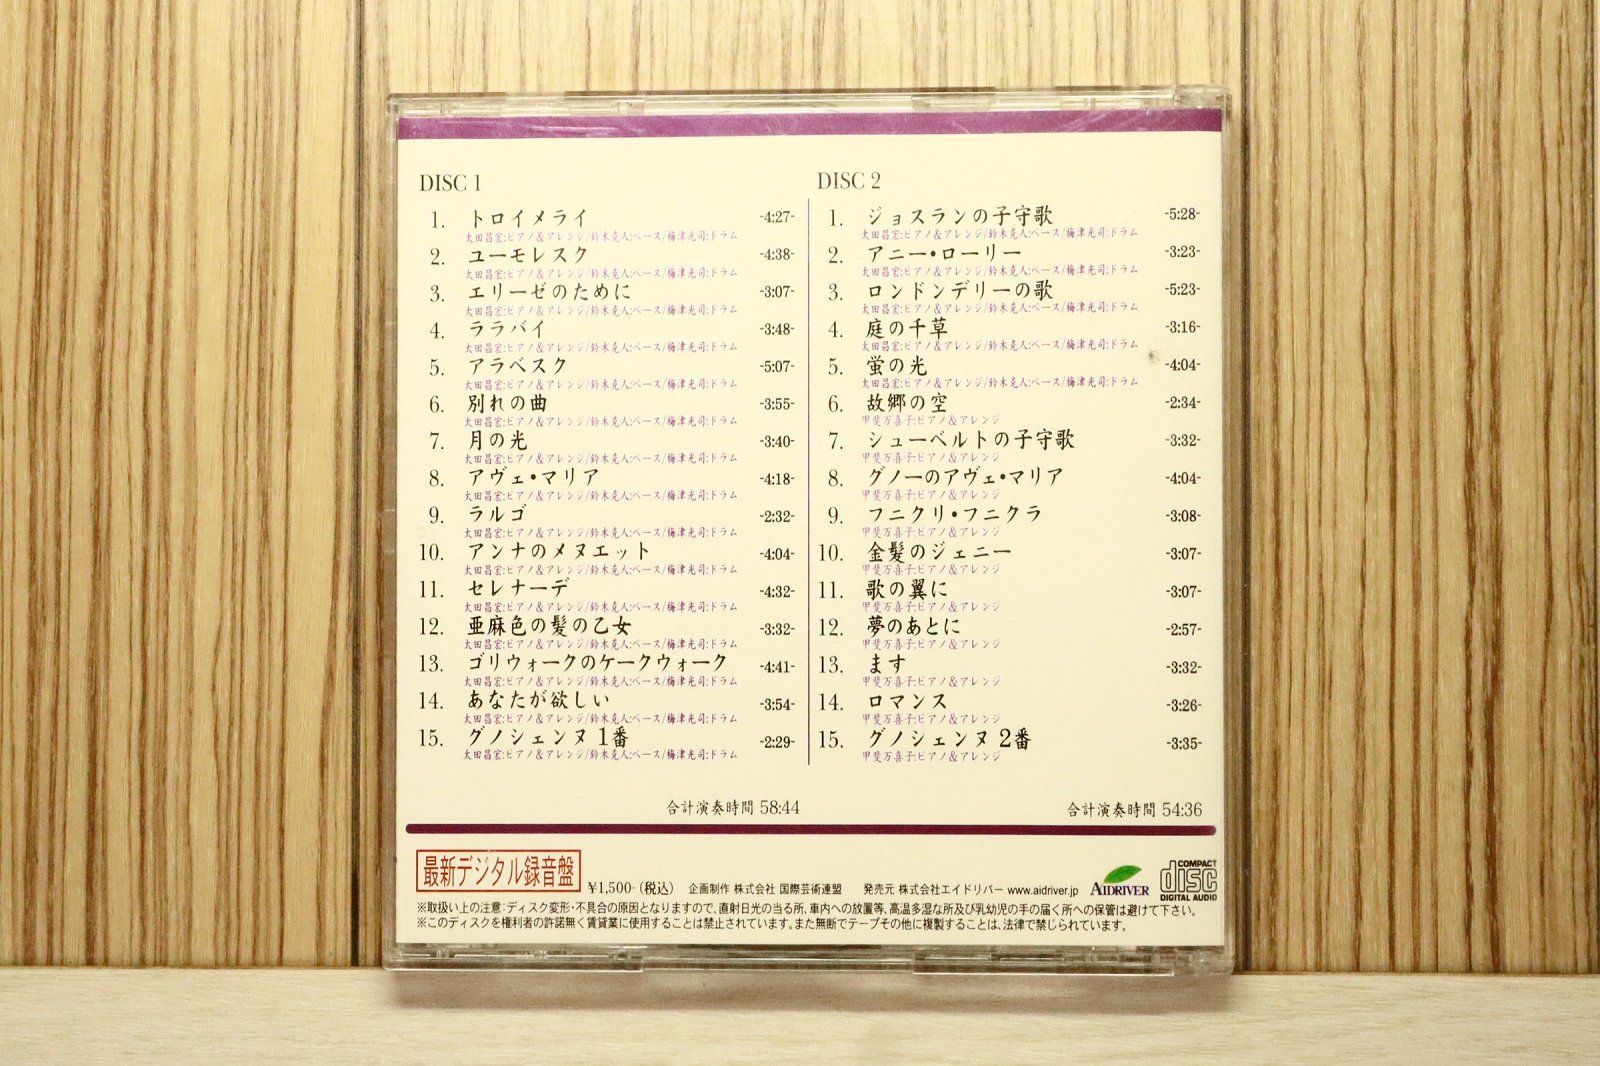 DISC 1
1. トロイメライ -4:27-
太田昌宏:ピアノ&アレンジ/鈴木克人:ベース/梅津光司:ドラム
2. ユーモレスク -4:38-
太田昌宏:ピアノ&アレンジ/鈴木克人:ベース/梅津光司:ドラム
3. エリーゼのために -3:07-
太田昌宏:ピアノ&アレンジ/鈴木克人:ベース/梅津光司:ドラム
4. ララバイ -3:48-
太田昌宏:ピアノ&アレンジ/鈴木克人:ベース/梅津光司:ドラム
5. アラベスク -5:07-
太田昌宏:ピアノ&アレンジ/鈴木克人:ベース/梅津光司:ドラム
6. 別れの曲 -3:55-
太田昌宏:ピアノ&アレンジ/鈴木克人:ベース/梅津光司:ドラム
7. 月の光 -3:40-
太田昌宏:ピアノ&アレンジ/鈴木克人:ベース/梅津光司:ドラム
8. アヴェ・マリア -4:18-
太田昌宏:ピアノ&アレンジ/鈴木克人:ベース/梅津光司:ドラム
9. ラルゴ -2:32-
太田昌宏:ピアノ&アレンジ/鈴木克人:ベース/梅津光司:ドラム
10. アンナのメヌエット -4:04-
太田昌宏:ピアノ&アレンジ/鈴木克人:ベース/梅津光司:ドラム
11. セレナーデ -4:32-
太田昌宏:ピアノ&アレンジ/鈴木克人:ベース/梅津光司:ドラム
12. 亜麻色の髪の乙女 -3:32-
太田昌宏:ピアノ&アレンジ/鈴木克人:ベース/梅津光司:ドラム
13. ゴリウォークのケークウォーク -4:41-
太田昌宏:ピアノ&アレンジ/鈴木克人:ベース/梅津光司:ドラム
14. あなたが欲しい -3:54-
太田昌宏:ピアノ&アレンジ/鈴木克人:ベース/梅津光司:ドラム
15. グノシェンヌ 1番 -2:29-
太田昌宏:ピアノ&アレンジ/鈴木克人:ベース/梅津光司:ドラム
合計演奏時間 58:44
DISC 2
1. ジョスランの子守歌 -5:28-
太田昌宏:ピアノ&アレンジ/鈴木克人:ベース/梅津光司:ドラム
2. アニー・ローリー -3:23-
太田昌宏:ピアノ&アレンジ/鈴木克人:ベース/梅津光司:ドラム
3. ロンドンデリーの歌 -5:23-
太田昌宏:ピアノ&アレンジ/鈴木克人:ベース/梅津光司:ドラム
4. 庭の千草 -3:16-
太田昌宏:ピアノ&アレンジ/鈴木克人:ベース/梅津光司:ドラム
5. 蛍の光 -4:04-
太田昌宏:ピアノ&アレンジ/鈴木克人:ベース/梅津光司:ドラム
6. 故郷の空 -2:34-
甲斐万喜子:ピアノ&アレンジ
7. シューベルトの子守歌 -3:32-
甲斐万喜子:ピアノ&アレンジ
8. グノーのアヴェ・マリア -4:04-
甲斐万喜子:ピアノ&アレンジ
9. フニクリ・フニクラ -3:08-
甲斐万喜子:ピアノ&アレンジ
10. 金髪のジェニー -3:07-
甲斐万喜子:ピアノ&アレンジ
11. 歌の翼に -3:07-
甲斐万喜子:ピアノ&アレンジ
12. 夢のあとに -2:57-
甲斐万喜子:ピアノ&アレンジ
13. ます -3:32-
甲斐万喜子:ピアノ&アレンジ
14. ロマンス -3:26-
甲斐万喜子:ピアノ&アレンジ
15. グノシェンヌ 2番 -3:35-
甲斐万喜子:ピアノ&アレンジ
合計演奏時間 54:36
最新デジタル録音盤 ¥1,500-(税込) 企画制作 株式会社 国際芸術連盟 発売元 株式会社エイドリバー www.aidriver.jp AIDRIVER COMPACT disc DIGITAL AUDIO
※取扱い上の注意:ディスク変形・不具合の原因となりますので、直射日光の当る所、車内への放置等、高温多湿な所及び乳幼児の手の届く所への保管は避けて下さい。
※このディスクを権利者の許諾無く賃貸業に使用することは禁止されています。また無断でテープその他に複製することは、法律で禁じられています。